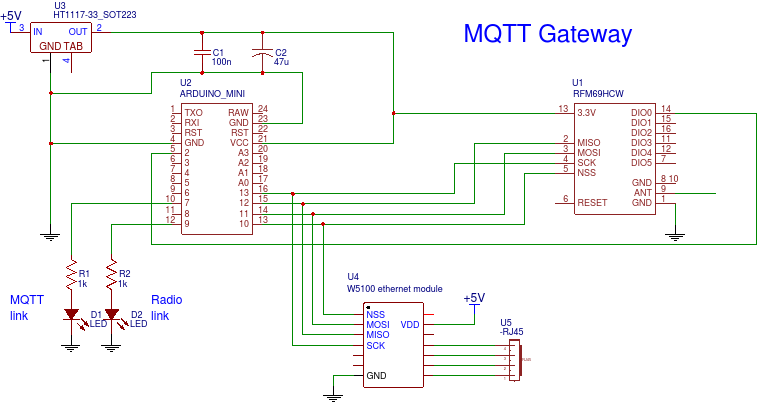 MQTT Gateway
+5V
U3
HT1117-33_SOT223
3 IN OUT 2
GND TAB
1 4
C1
100n
C2
47u
U2
ARDUINO_MINI
1 TXO RAW 24
2 RXI GND 23
3 RST RST 22
4 GND VCC 21
5 2 A3 20
6 3 A2 19
7 4 A1 18
8 5 A0 17
9 6 13 16
10 7 12 15
11 8 11 14
12 9 10 13
U1
RFM69HCW
13 3.3V DIO0 14
DIO1 15
DIO2 16
2 MISO DIO3 11
3 MOSI DIO4 12
4 SCK DIO5 7
5 NSS
GND 8 10
ANT 9
6 RESET GND 1
R1
1k
R2
1k
MQTT
link
D1
LED
D2
LED
Radio
link
U4
W5100 ethernet module
NSS
MOSI VDD
MISO
SCK
GND
+5V
U5
-RJ45